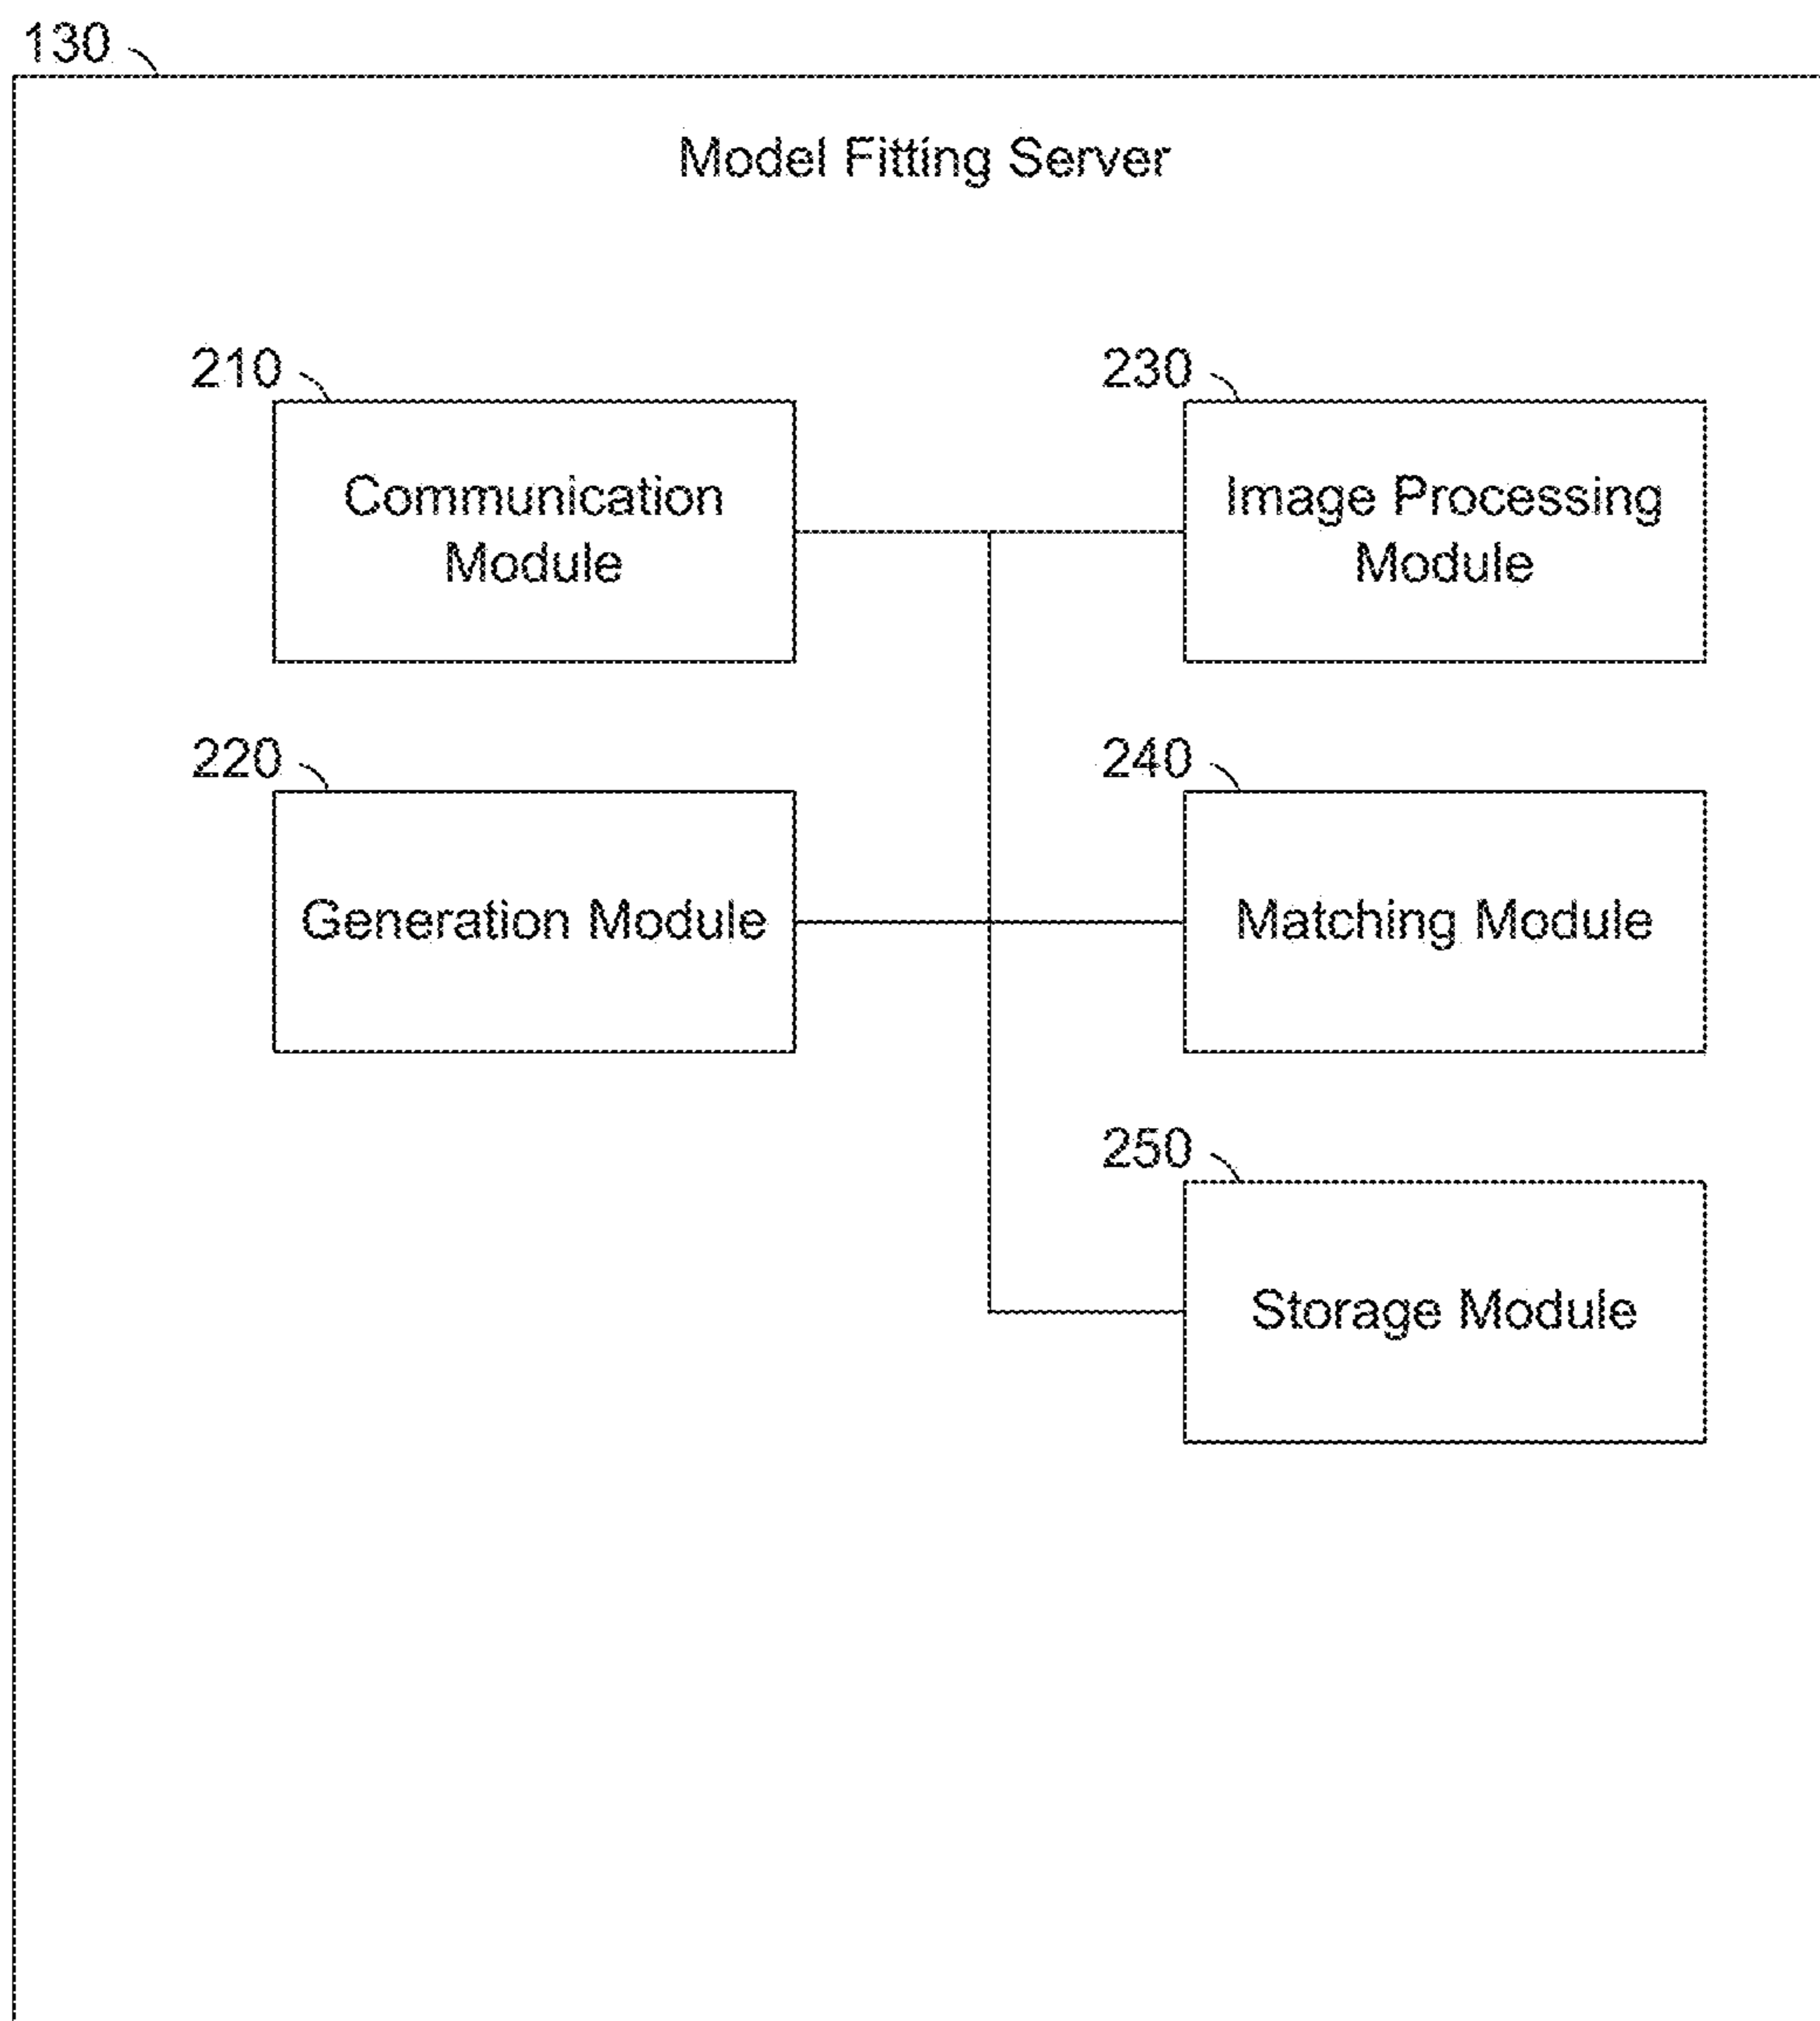 130
Model Fitting Server
210
Communication
Module
230
Image Processing
Module
220
Generation Module
240
Matching Module
250
Storage Module